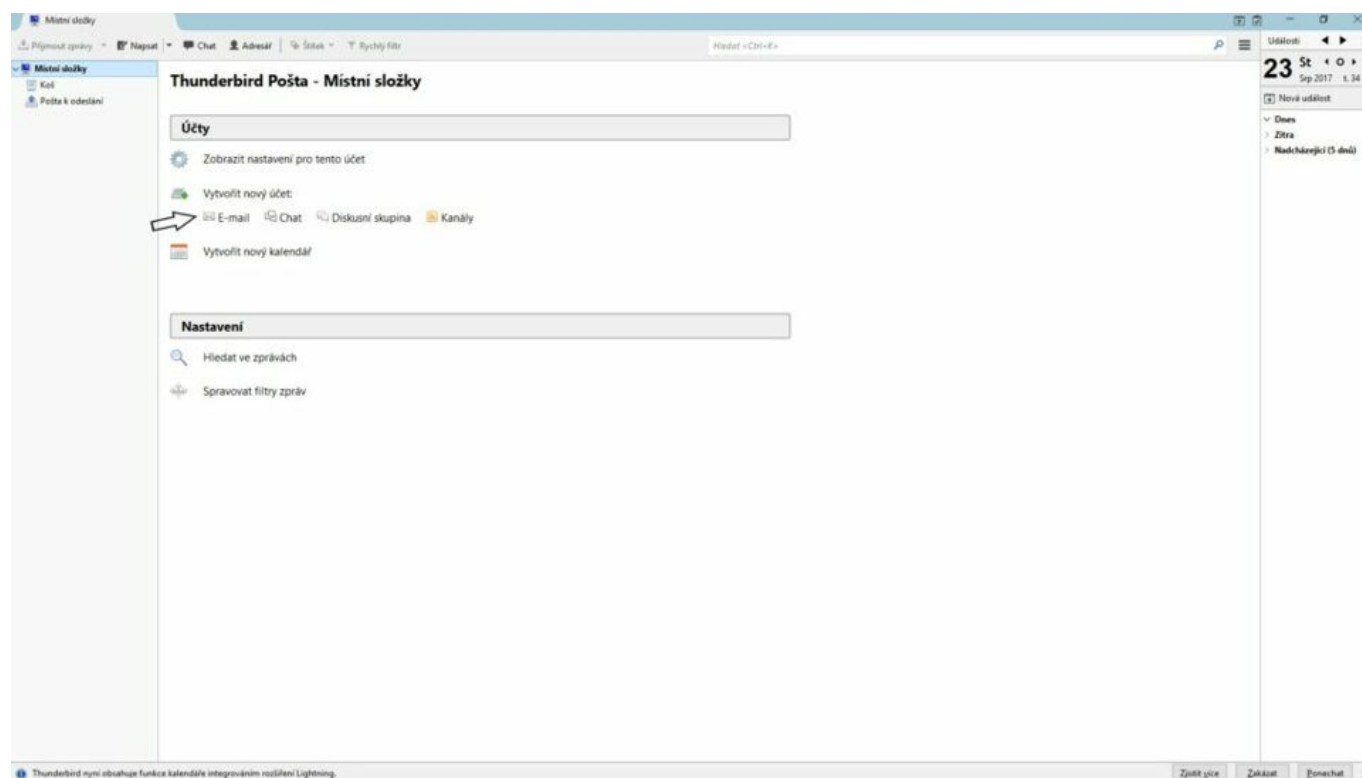 Místní složky
Přijmout zprávy Napsat Chat Adresář Štítek Rychlý filtr Hledat <Ctrl+K> Události
Místní složky
Koš
Pošta k odeslání
Thunderbird Pošta - Místní složky
Účty
Zobrazit nastavení pro tento účet
Vytvořit nový účet:
E-mail Chat Diskusní skupina Kanály
Vytvořit nový kalendář
Nastavení
Hledat ve zprávách
Spravovat filtry zpráv
23 St
Srp 2017 t. 34
Nová událost
Dnes
Zítra
Nadcházející (5 dnů)
Thunderbird nyní obsahuje funkce kalendáře integrováním rozšíření Lightning.
Zjistit více Zakázat Ponechat